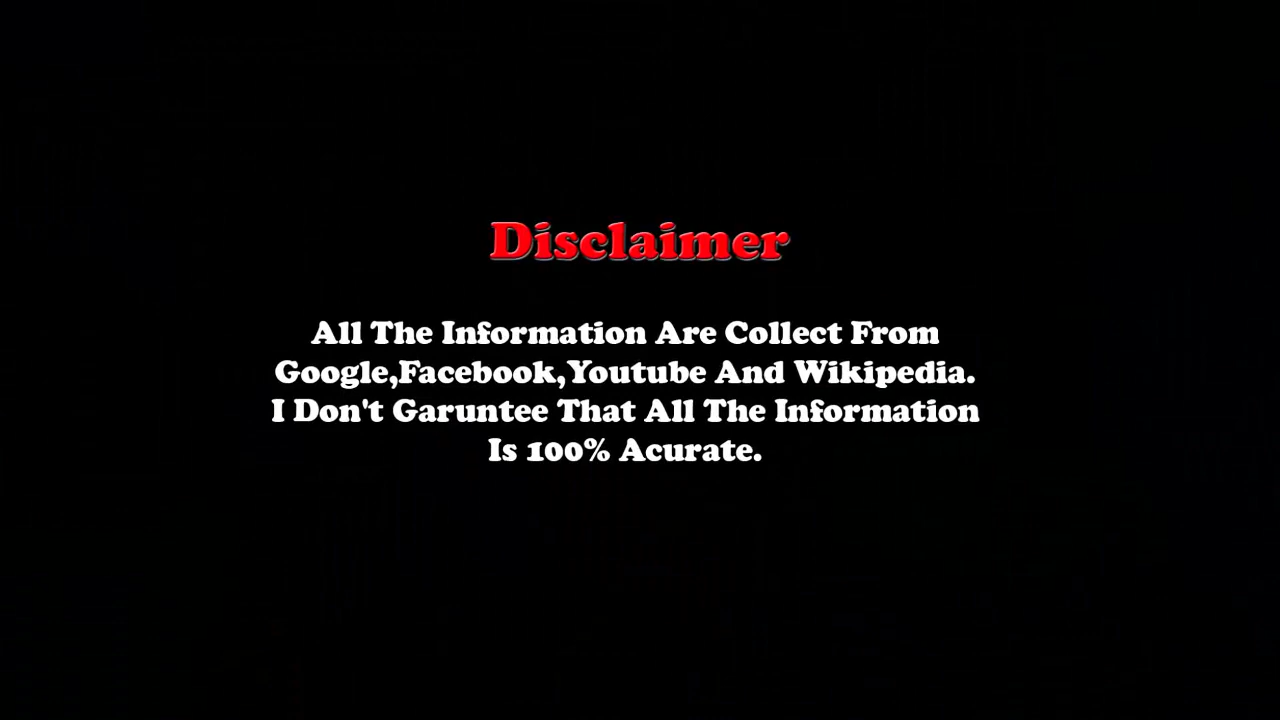 Disclaimer
All The Information Are Collect From
Google,Facebook,Youtube And Wikipedia.
I Don't Garuntee That All The Information
Is 100% Acurate.